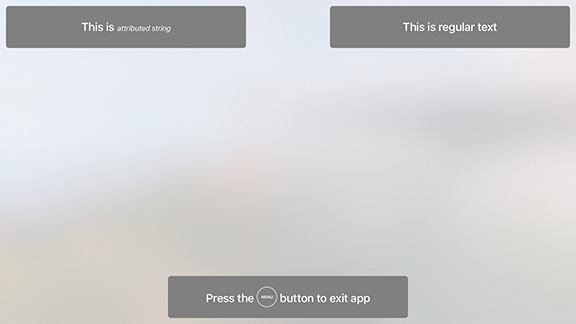 This is attributed string
This is regular text
Press the MENU button to exit app